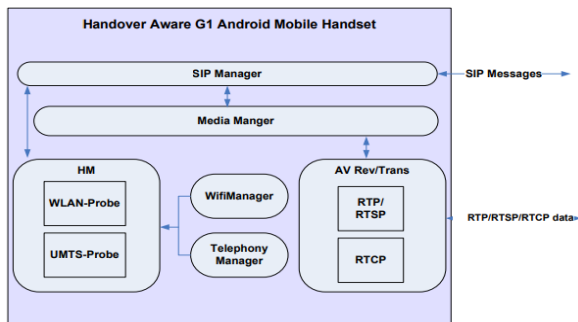 Handover Aware G1 Android Mobile Handset
SIP Manager
SIP Messages
Media Manger
HM
WLAN-Probe
UMTS-Probe
WifiManager
Telephony
Manager
AV Rev/Trans
RTP/
RTSP
RTCP
RTP/RTSP/RTCP data